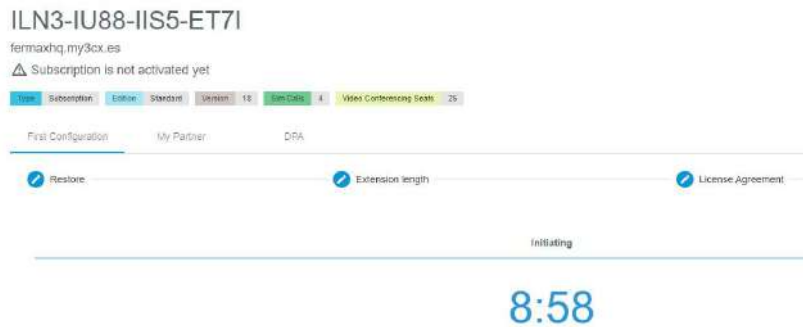 ILN3-IU88-IIS5-ET7I
fermaxhq.my3cx.es
Subscription is not activated yet
Type Subscription Edition Standard Version 18 Sim Calls 4 Video Conferencing Seats 25
First Configuration My Partner DPA
Restore Extension length License Agreement
Initiating
8:58